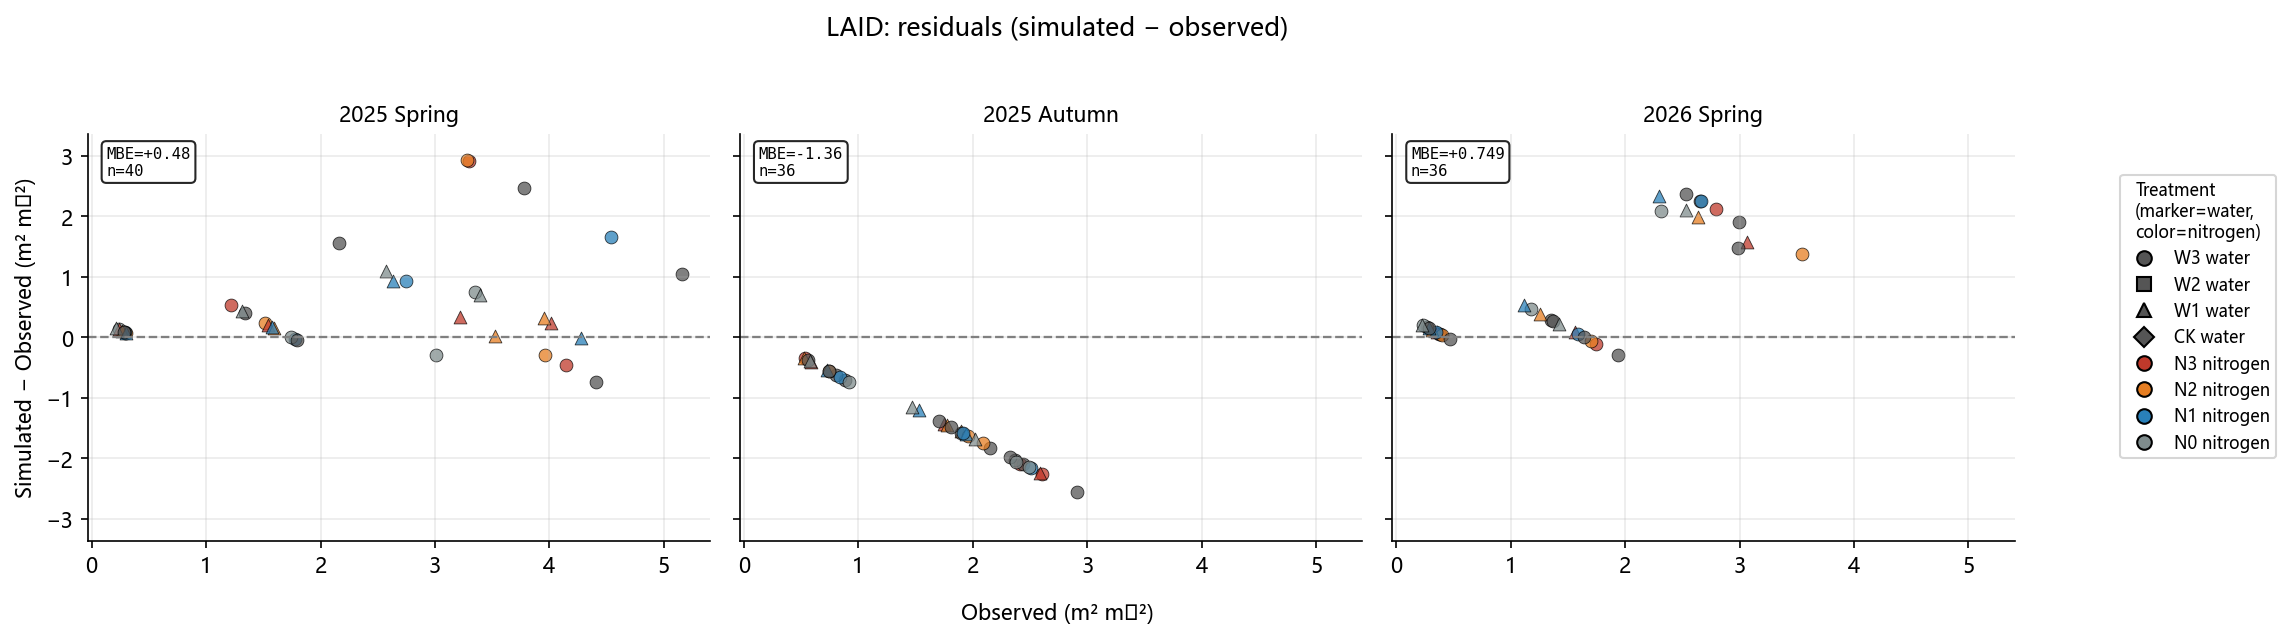 LAID: residuals (simulated − observed)
2025 Spring
2025 Autumn
2026 Spring
Simulated − Observed (m² m▯²)
3
2
1
0
−1
−2
−3
MBE=+0.48
n=40
MBE=-1.36
n=36
MBE=+0.749
n=36
0 1 2 3 4 5
0 1 2 3 4 5
0 1 2 3 4 5
Observed (m² m▯²)
Treatment
(marker=water,
color=nitrogen)
W3 water
W2 water
W1 water
CK water
N3 nitrogen
N2 nitrogen
N1 nitrogen
N0 nitrogen